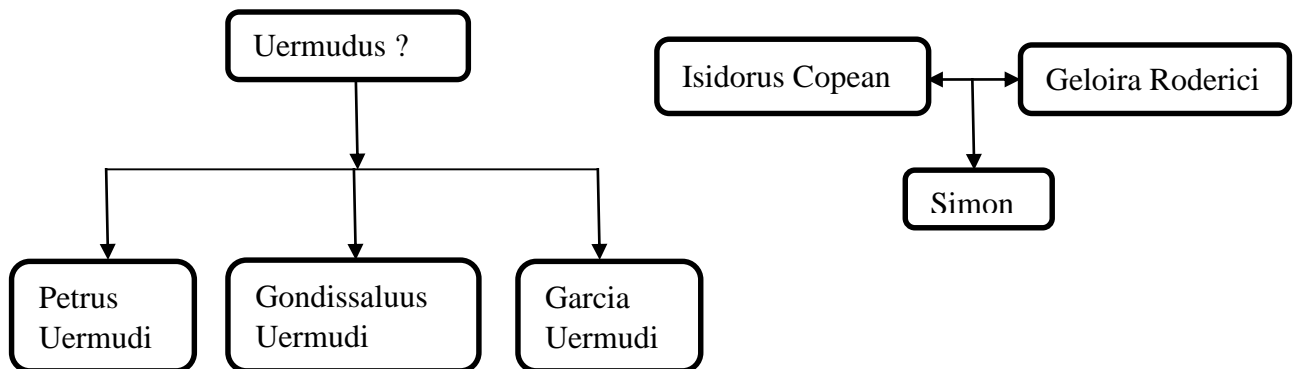 Uermudus ?
Isidorus Copean
Geloira Roderici
Simon
Petrus
Uermudi
Gondissaluus
Uermudi
Garcia
Uermudi